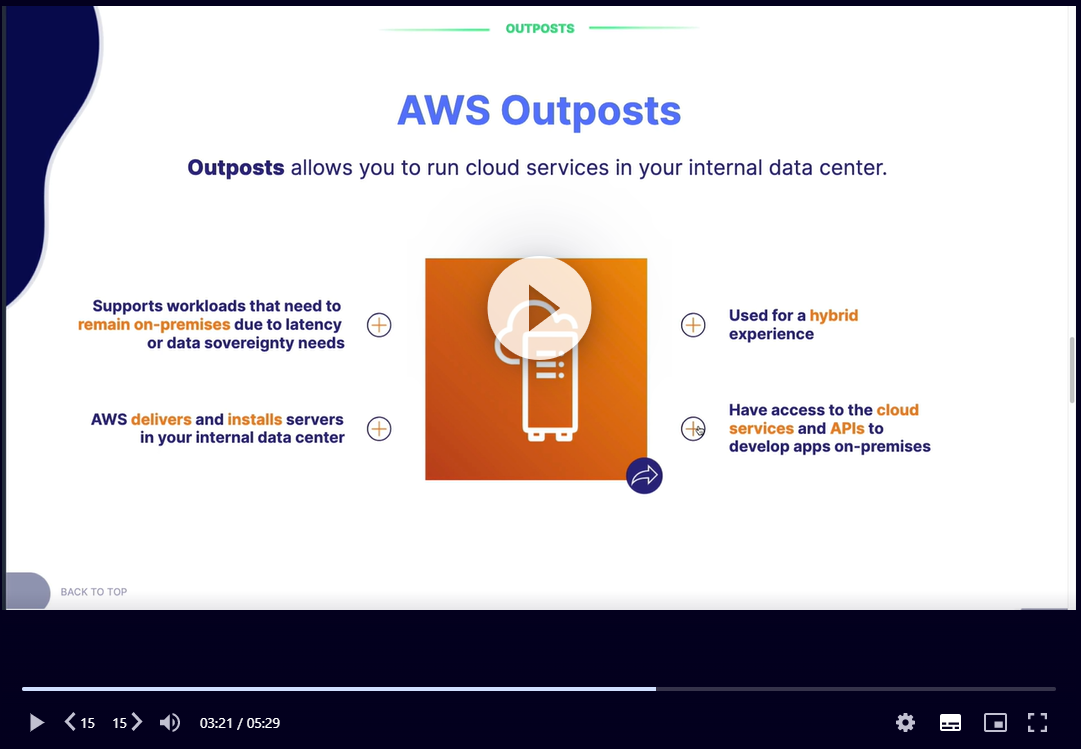 OUTPOSTS
AWS Outposts
Outposts allows you to run cloud services in your internal data center.
Supports workloads that need to
remain on-premises due to latency
or data sovereignty needs
AWS delivers and installs servers
in your internal data center
Used for a hybrid
experience
Have access to the cloud
services and APIs to
develop apps on-premises
BACK TO TOP
15
15
03:21 / 05:29